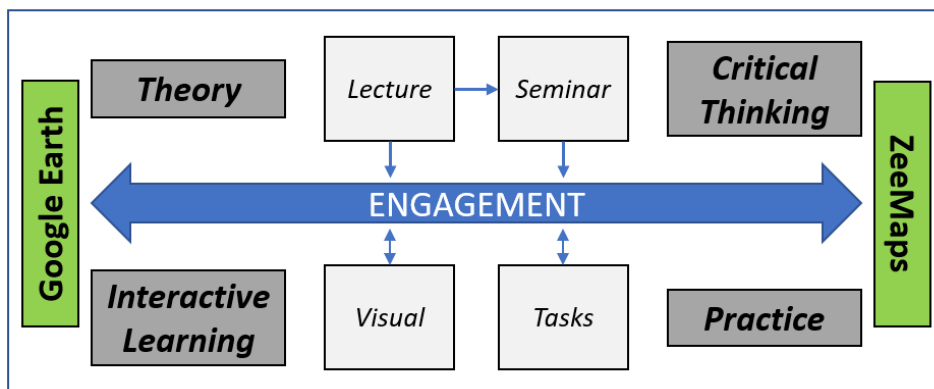 Google Earth
Theory
Lecture
Seminar
Critical
Thinking
ZeeMaps
ENGAGEMENT
Interactive
Learning
Visual
Tasks
Practice